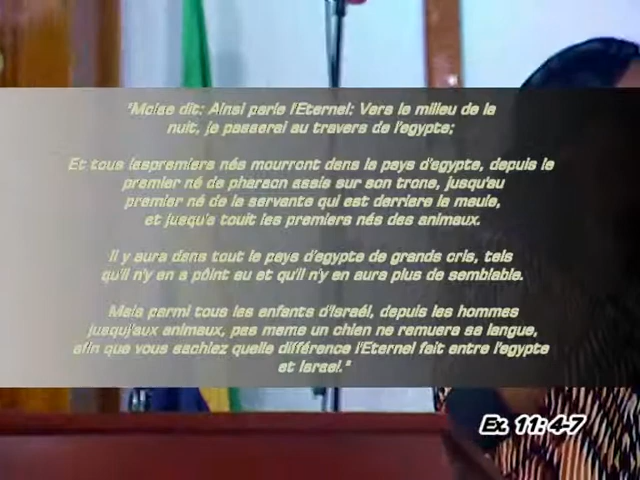 "Moise dit: Ainsi parle l'Eternel: Vers le milieu de la
nuit, je passerai au travers de l'egypte;
Et tous lespremiers nés mourront dans la pays d'egypte, depuis le
premier né de pharaon assis sur son trone, jusqu'au
premier né de la servante qui est derriere la meule,
et jusqu'a touit les premiers nés des animaux.
Il y aura dans tout le pays d'egypte de grands cris, tels
qu'il n'y en a pôint au et qu'il n'y en aura plus de semblable.
Mais parmi tous les enfants d'Israél, depuis les hommes
jusqu'aux animaux, pas meme un chien ne remuera sa langue,
afin que vous sachiez quelle différence l'Eternel fait entre l'egypte
et Israel."
Ex. 11: 4-7